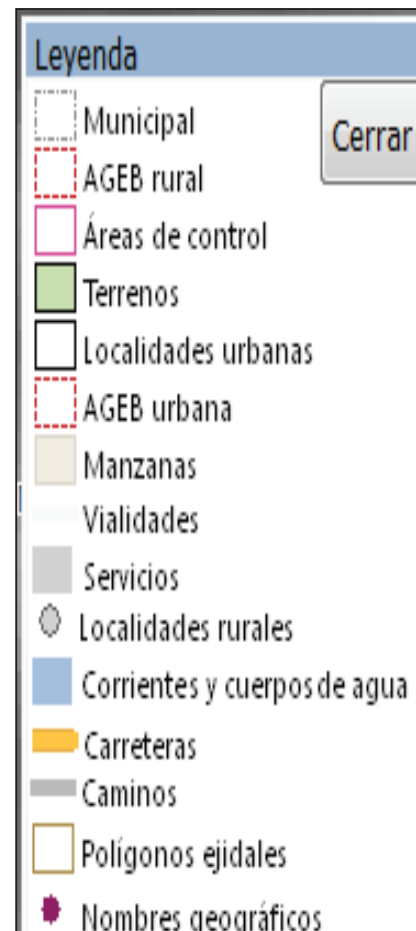 Leyenda
Municipal
Cerrar
AGEB rural
Áreas de control
Terrenos
Localidades urbanas
AGEB urbana
Manzanas
Vialidades
Servicios
Localidades rurales
Corrientes y cuerpos de agua
Carreteras
Caminos
Polígonos ejidales
Nombres geográficos